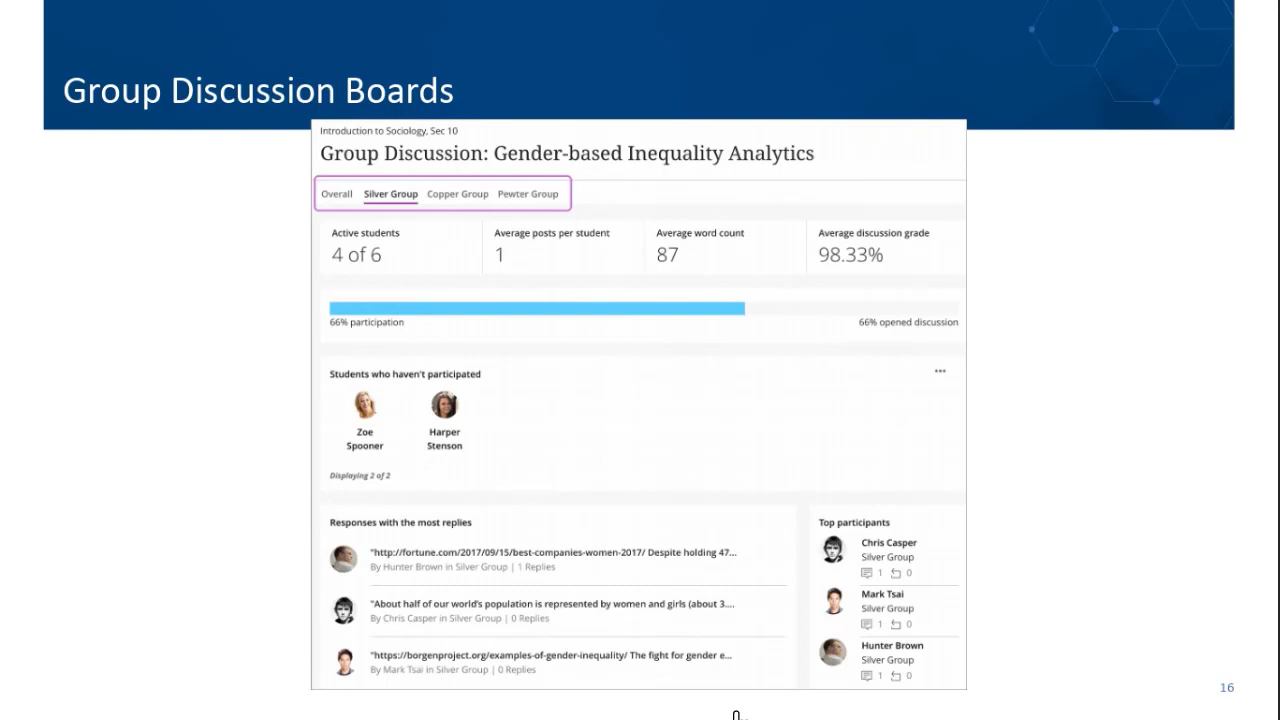 Group Discussion Boards
Introduction to Sociology, Sec 10
Group Discussion: Gender-based Inequality Analytics
Overall Silver Group Copper Group Pewter Group
Active students Average posts per student Average word count Average discussion grade
4 of 6 1 87 98.33%
66% participation 66% opened discussion
Students who haven't participated
Zoe Spooner
Harper Stenson
Displaying 2 of 2
Responses with the most replies
"http://fortune.com/2017/09/15/best-companies-women-2017/ Despite holding 47...
By Hunter Brown in Silver Group | 1 Replies
"About half of our world's population is represented by women and girls (about 3....
By Chris Casper in Silver Group | 0 Replies
"https://borgenproject.org/examples-of-gender-inequality/ The fight for gender e...
By Mark Tsai in Silver Group | 0 Replies
Top participants
Chris Casper
Silver Group
1 0
Mark Tsai
Silver Group
1 0
Hunter Brown
Silver Group
1 0
16